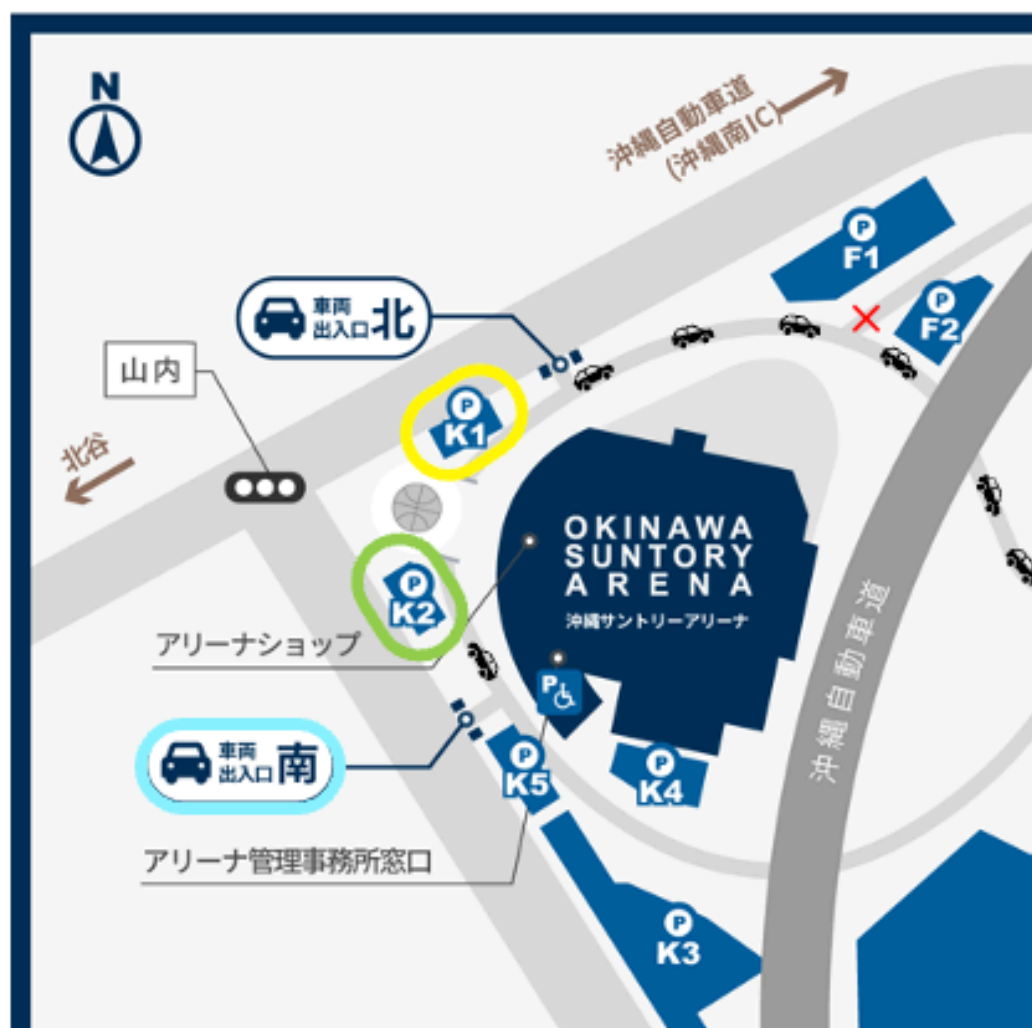 N
沖縄自動車道
(沖縄南IC)
P
F1
P
F2
車両
出入口北
山内
P
K1
北谷
OKINAWA
SUNTORY
ARENA
沖縄サントリーアリーナ
P
K2
アリーナショップ
P
沖縄自動車道
車両
出入口南
P
K5
P
K4
アリーナ管理事務所窓口
P
K3